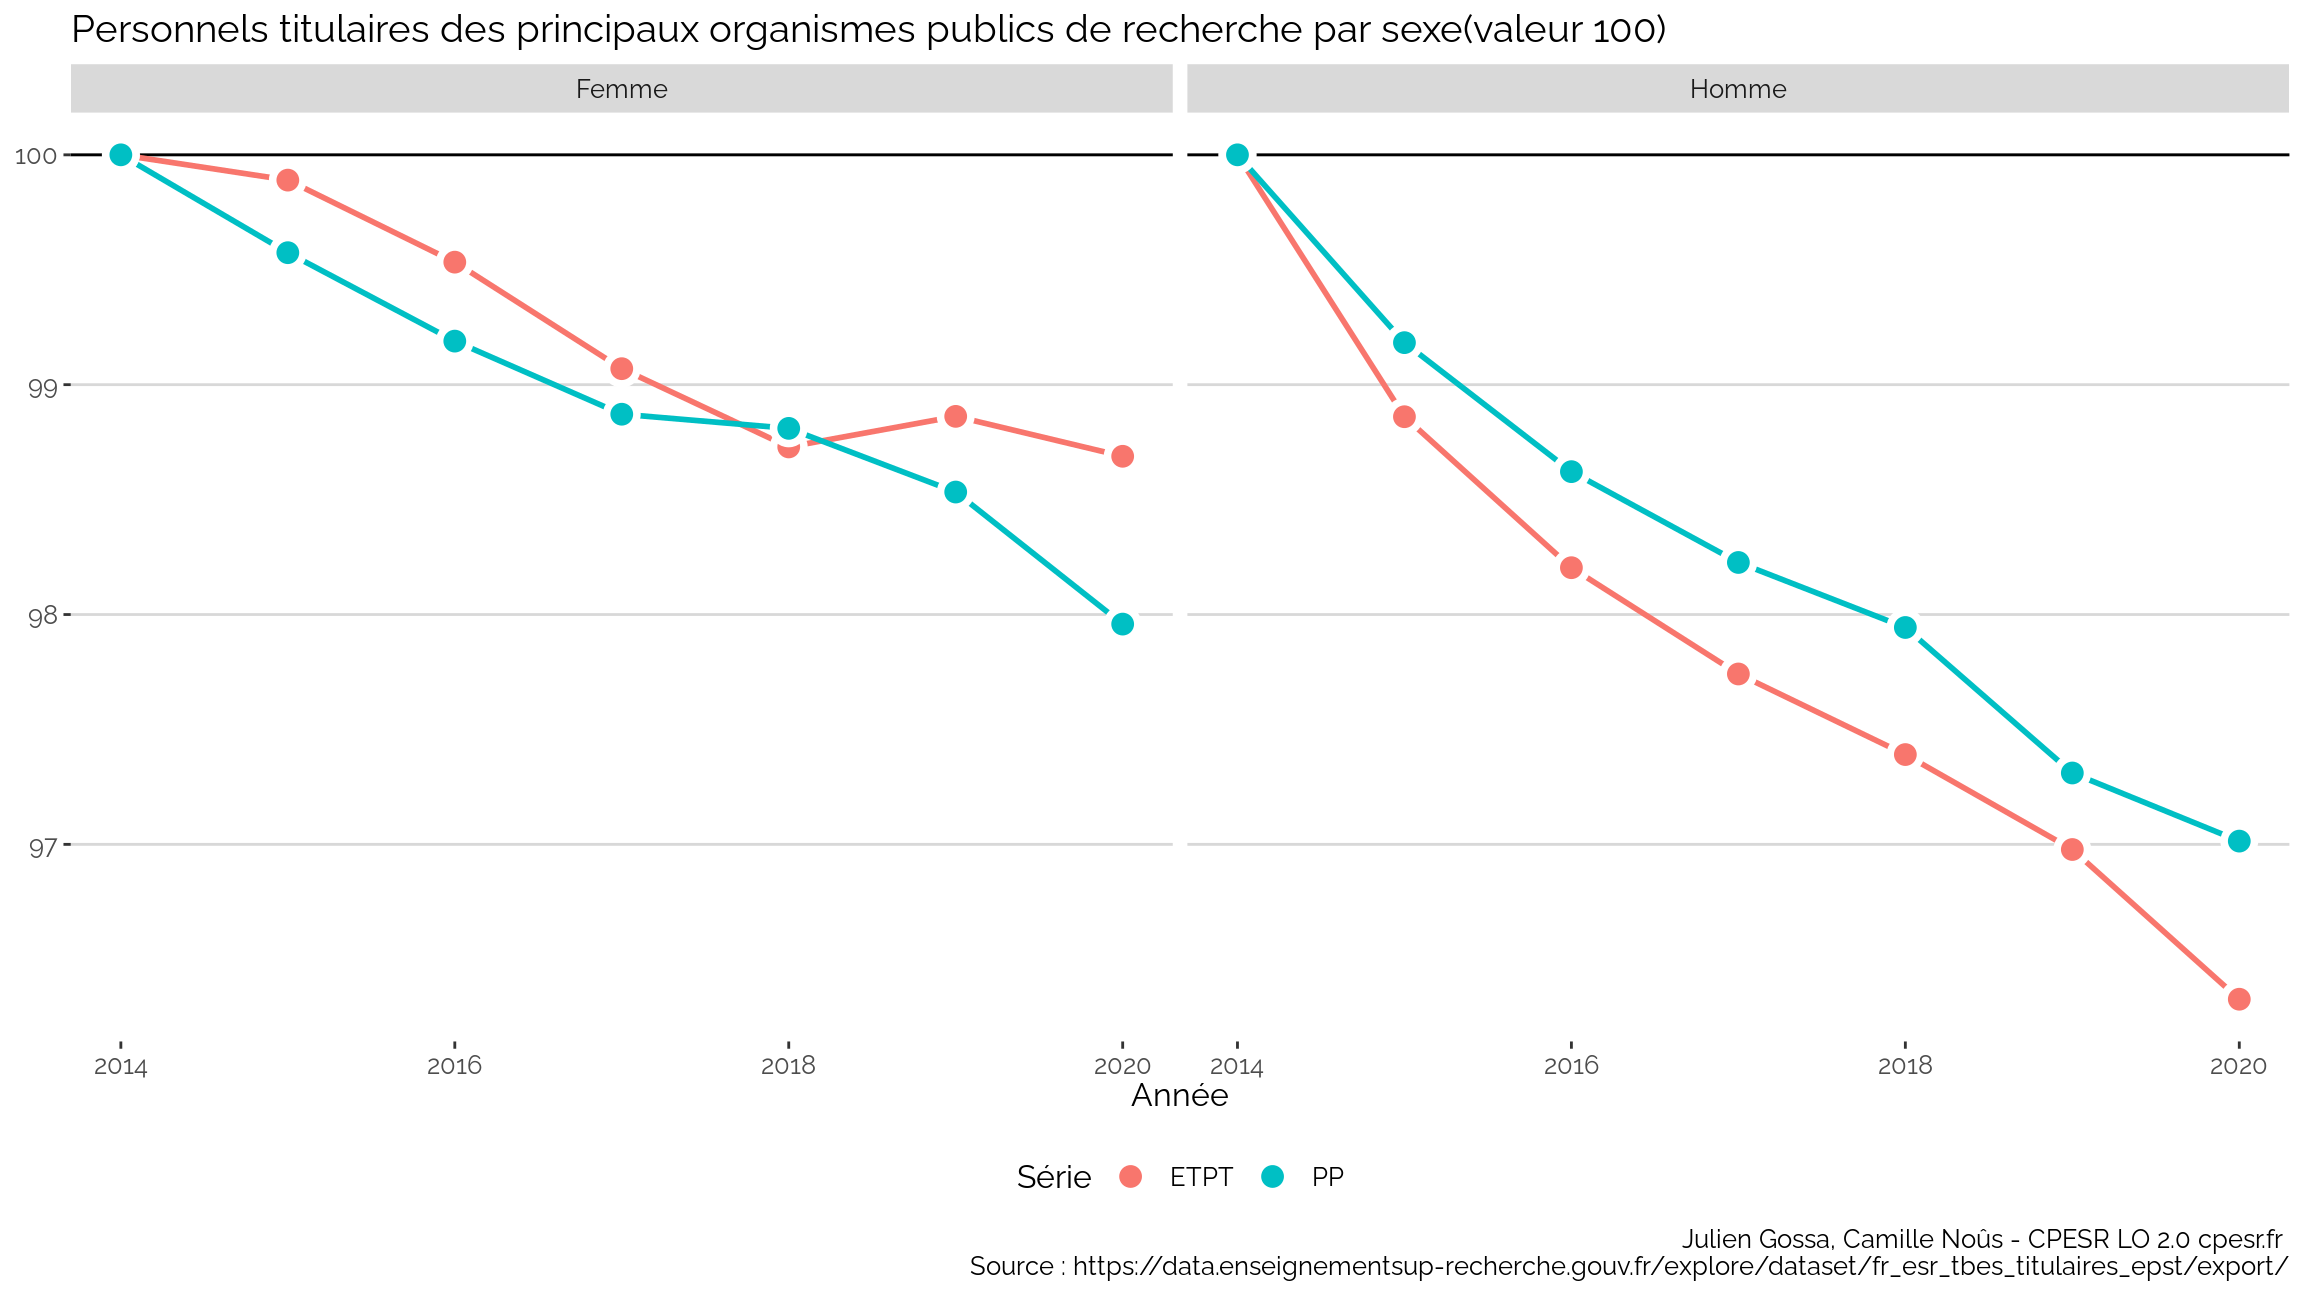 Personnels titulaires des principaux organismes publics de recherche par sexe(valeur 100)
Femme
Homme
100
99
98
97
2014 2016 2018 2020
2014 2016 2018 2020
Année
Série ETPT PP
Julien Gossa, Camille Noûs - CPESR LO 2.0 cpesr.fr
Source : https://data.enseignementsup-recherche.gouv.fr/explore/dataset/fr_esr_tbes_titulaires_epst/export/